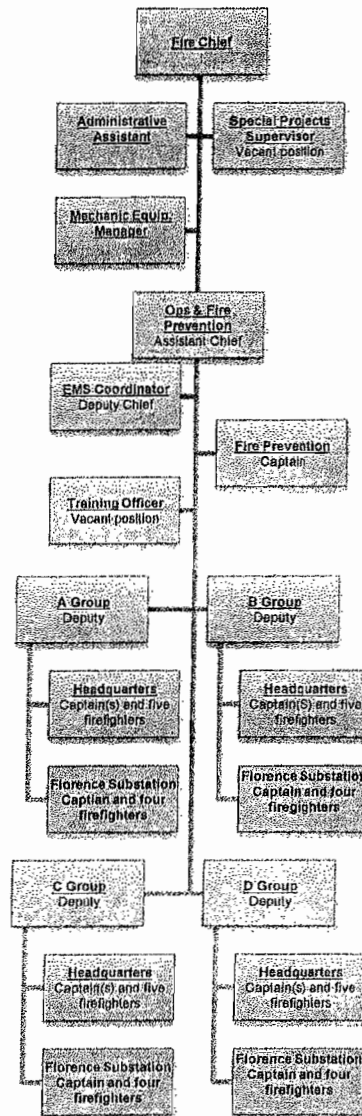 Fire Chief
Administrative
Assistant
Special Projects
Supervisor
Vacant position
Mechanic Equip.
Manager
Ops & Fire
Prevention
Assistant Chief
EMS Coordinator
Deputy Chief
Fire Prevention
Captain
Training Officer
Vacant position
A Group
Deputy
B Group
Deputy
Headquarters
Captain(s) and five
firefighters
Headquarters
Captain(S) and five
firefighters
Florence Substation
Captian and four
firefighters
Florence Substation
Captain and four
firegighters
C Group
Deputy
D Group
Deputy
Headquarters
Captain(s) and five
firefighters
Headquarters
Captain(s) and five
firefighters
Florence Substation
Captain and four
firefighters
Florence Substation
Captain and four
firefighters